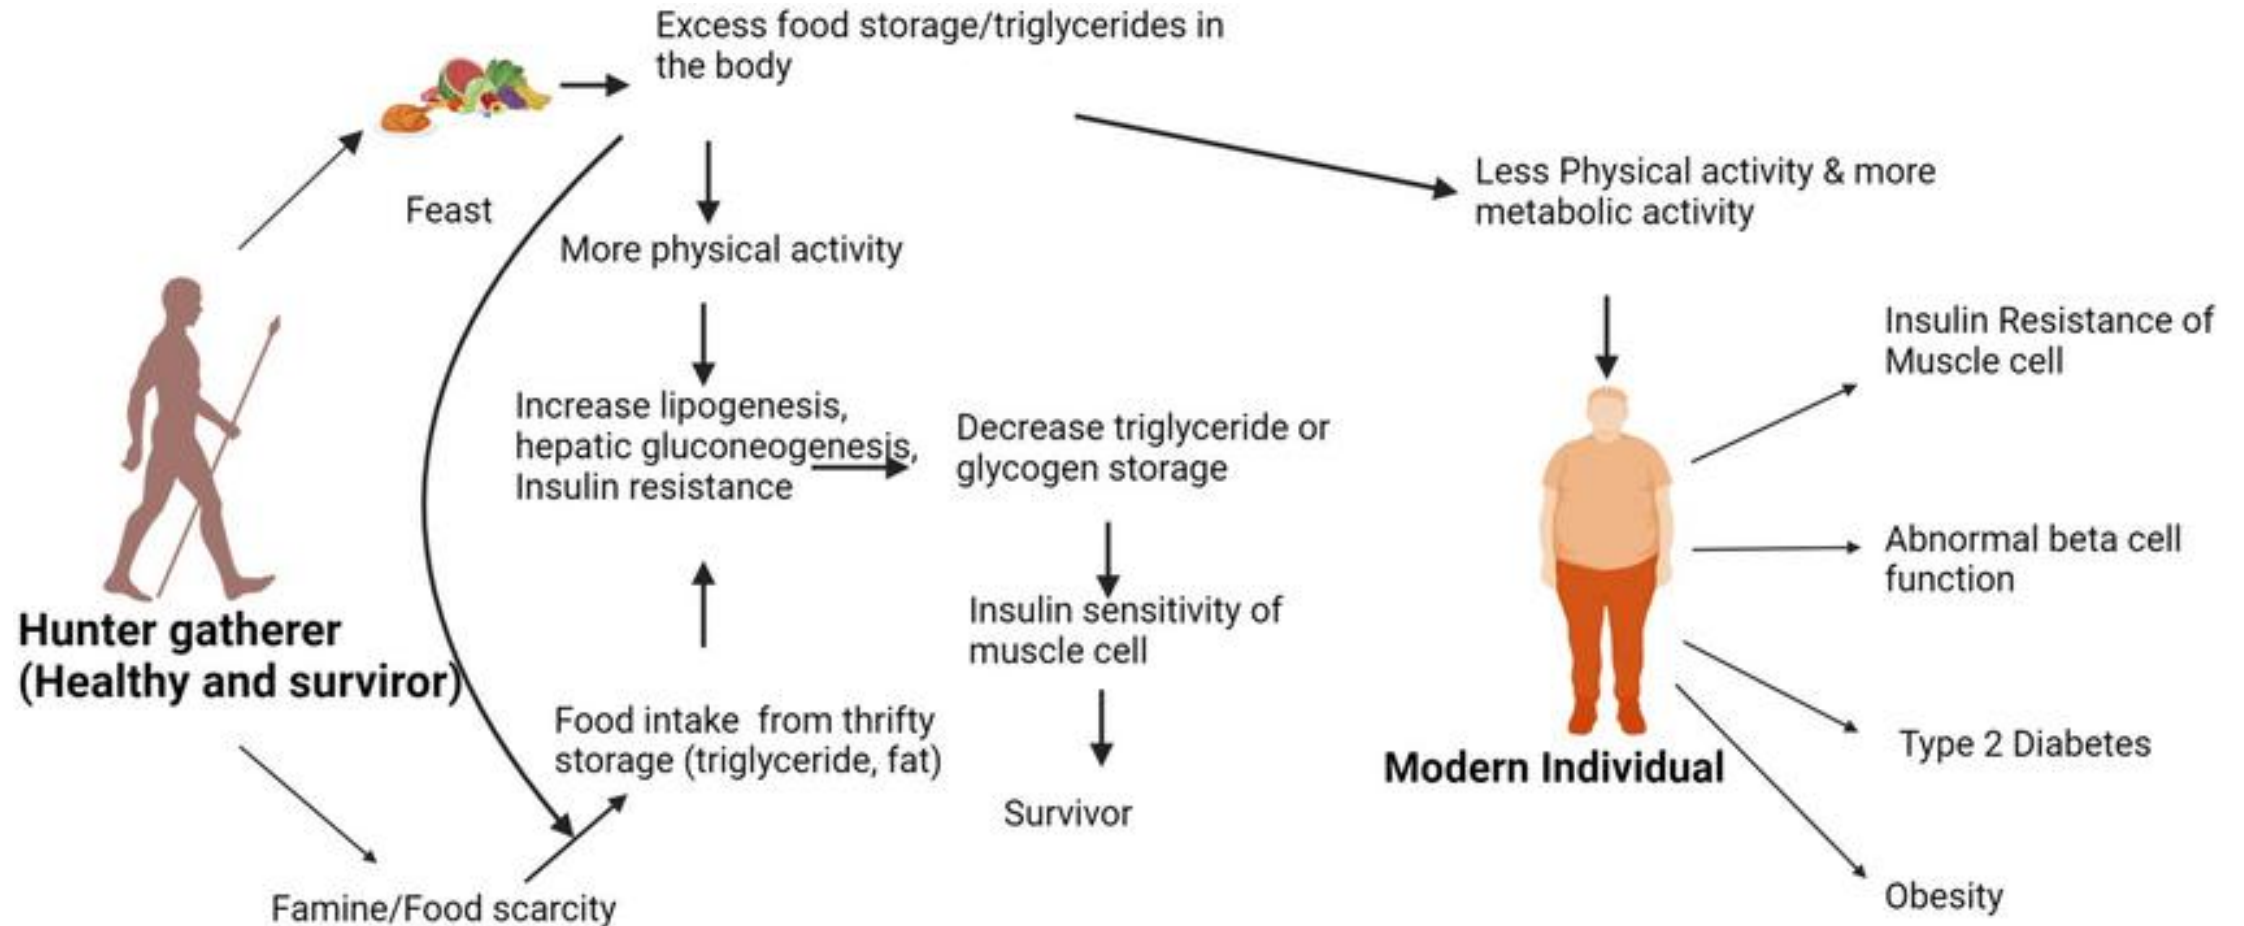 Excess food storage/triglycerides in
the body
Feast
More physical activity
Less Physical activity & more
metabolic activity
Increase lipogenesis,
hepatic gluconeogenesis,
Insulin resistance
Decrease triglyceride or
glycogen storage
Insulin sensitivity of
muscle cell
Survivor
Hunter gatherer
(Healthy and surviror)
Food intake from thrifty
storage (triglyceride, fat)
Famine/Food scarcity
Modern Individual
Insulin Resistance of
Muscle cell
Abnormal beta cell
function
Type 2 Diabetes
Obesity